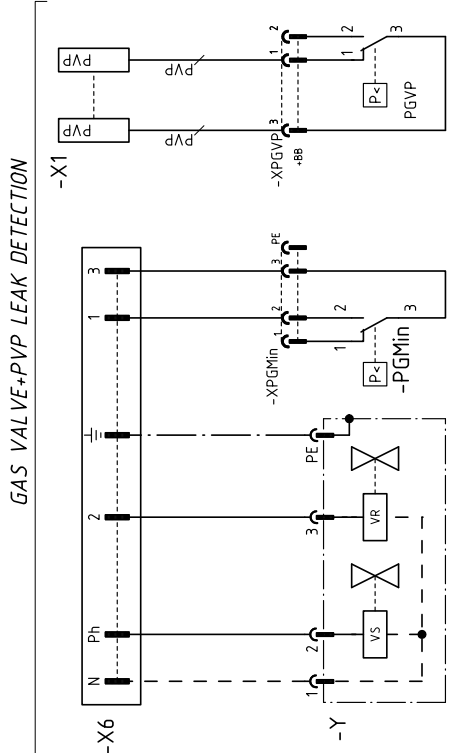 GAS VALVE+PVP LEAK DETECTION
-X1
PVP PVP
PVP PVP
-X6
N Ph 2 1 3
-XPGVP 3 1 2
+BB
-XPGMin 1 2 3 PE
-Y
1 2 3 PE
VS VR
P<
1 2
3
-PGMin
P<
1 2
3
PGVP